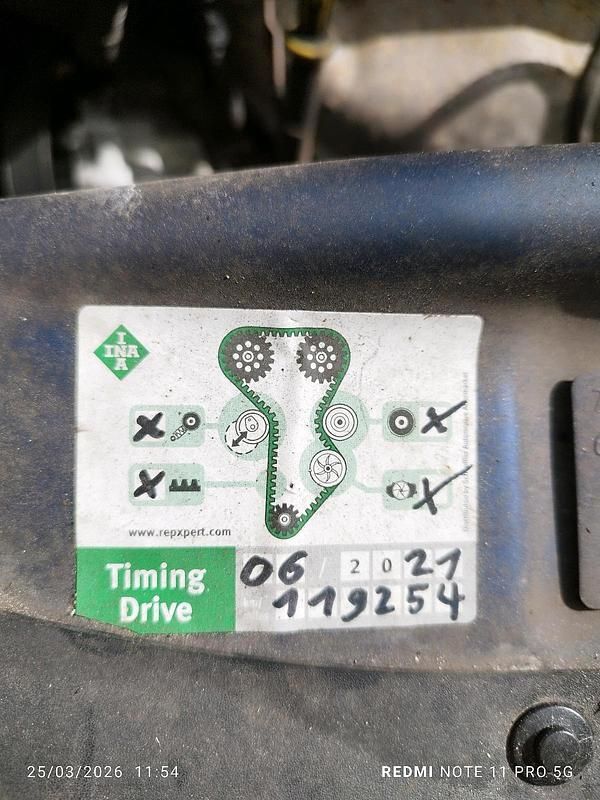 I
INA
A
www.repxpert.com
Timing
Drive
06 / 2021
km/ 119254
25/03/2026 11:54
REDMI NOTE 11 PRO 5G